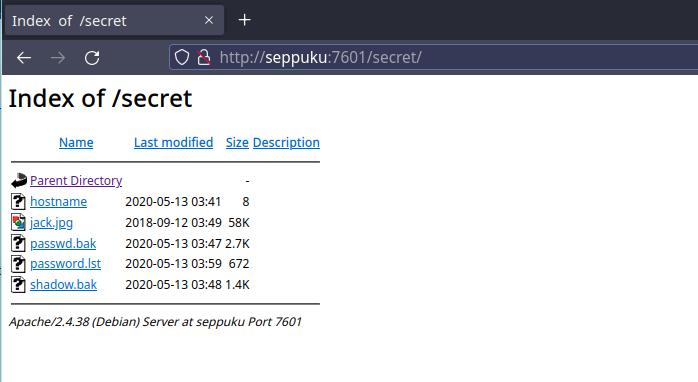 Index of /secret
http://seppuku:7601/secret/
Index of /secret
Name Last modified Size Description
Parent Directory -
hostname 2020-05-13 03:41 8
jack.jpg 2018-09-12 03:49 58K
passwd.bak 2020-05-13 03:47 2.7K
password.lst 2020-05-13 03:59 672
shadow.bak 2020-05-13 03:48 1.4K
Apache/2.4.38 (Debian) Server at seppuku Port 7601